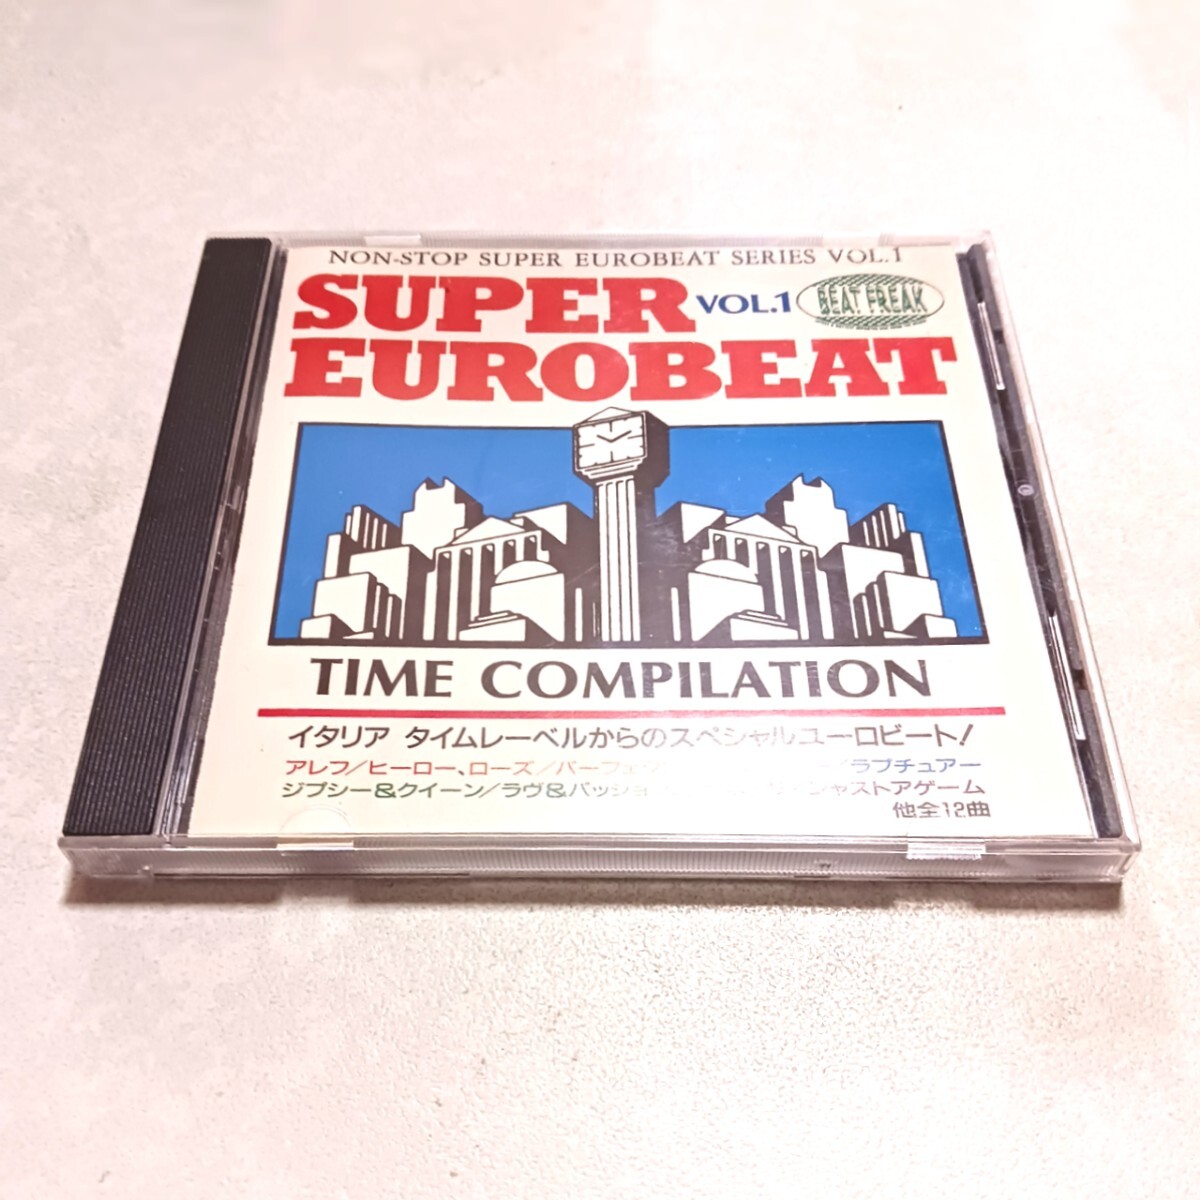 NON-STOP SUPER EUROBEAT SERIES VOL.1
SUPER VOL.1 BEAT FREAK
EUROBEAT
TIME COMPILATION
イタリア タイムレーベルからのスペシャルユーロビート!
アレフ/ヒーロー、ローズ/パーフェク /ラプチュアー
ジプシー&クイーン/ラヴ&パッショ ジャストアゲーム
他全12曲